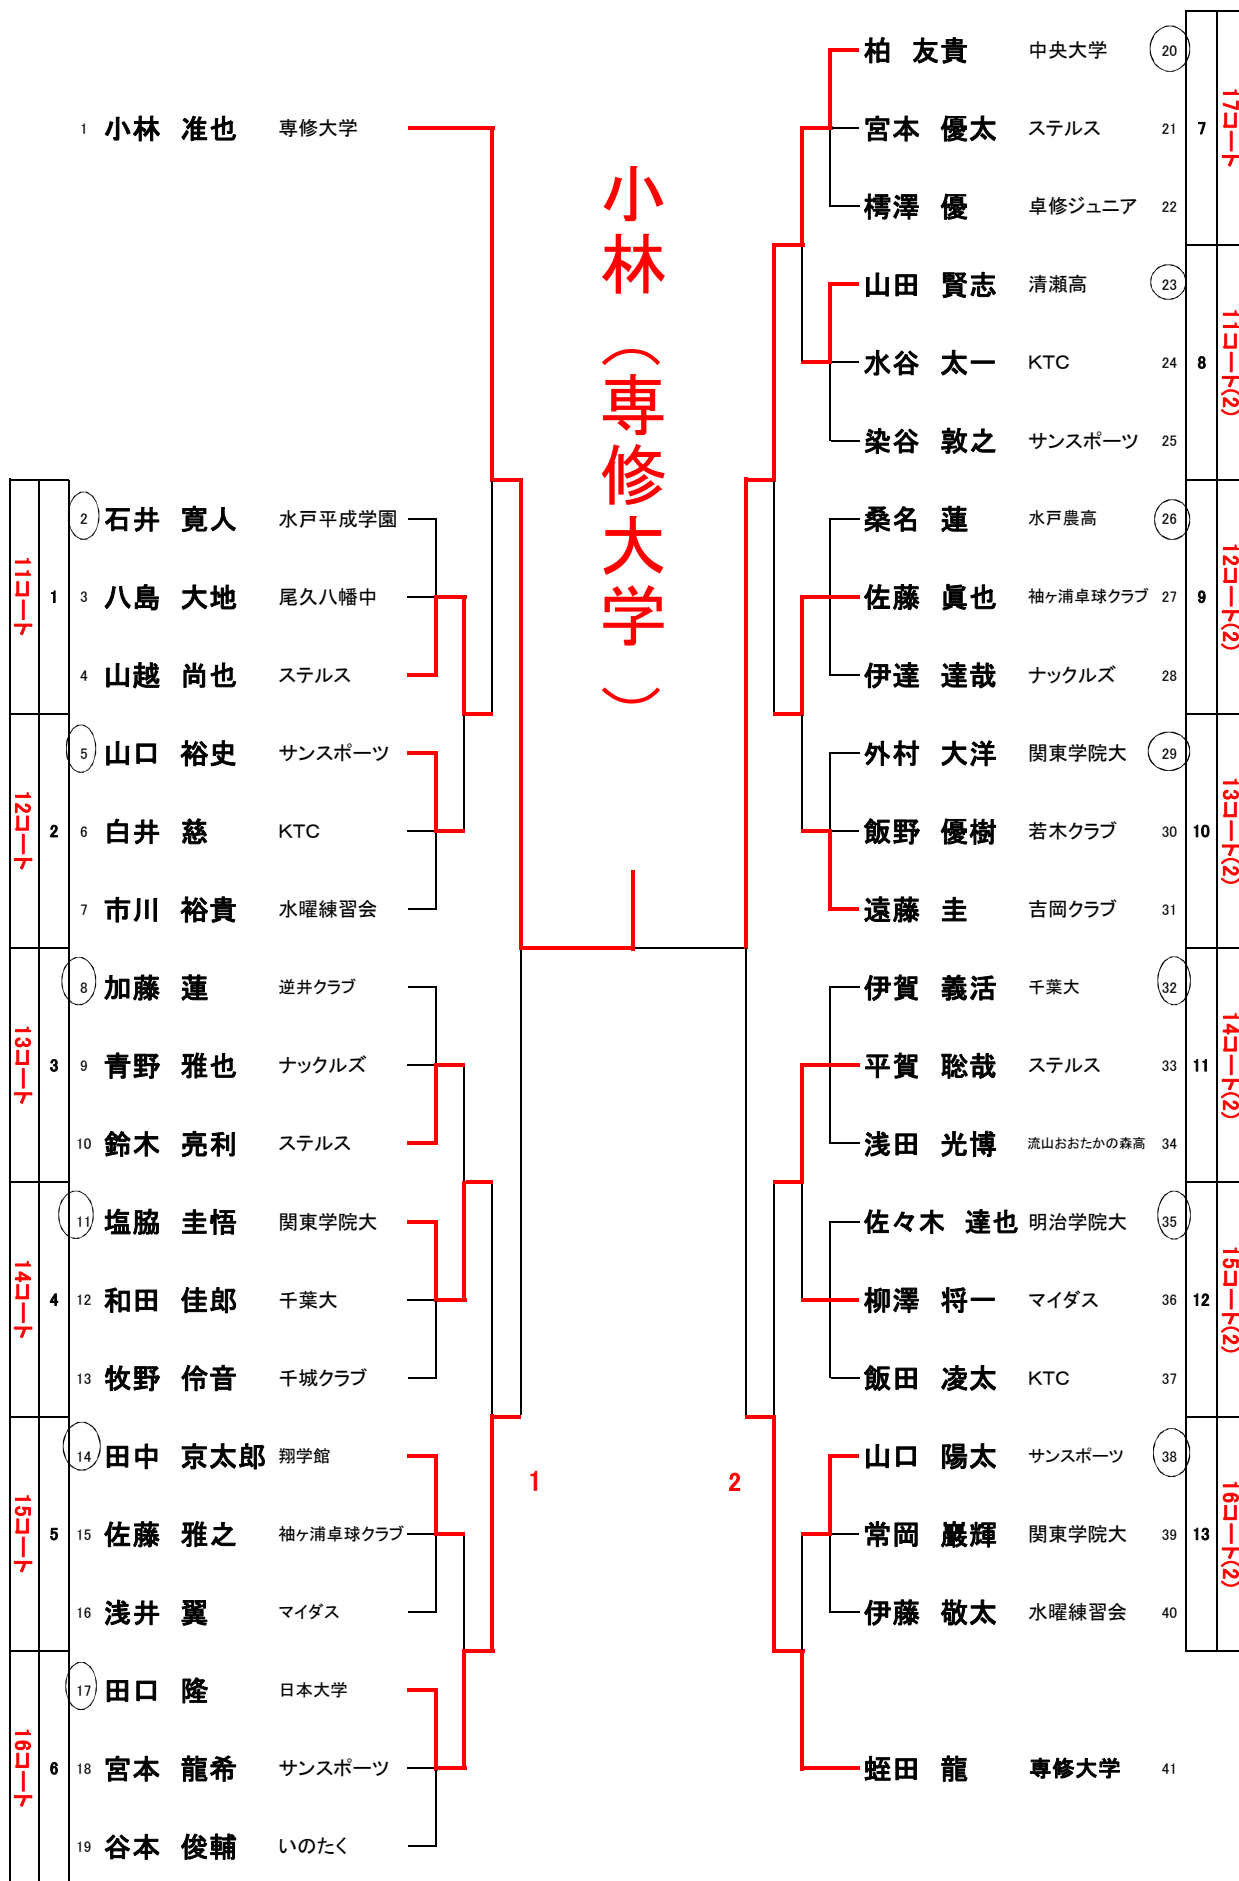 1 小林 准也 専修大学
11コート
1
2 石井 寛人 水戸平成学園
3 八島 大地 尾久八幡中
4 山越 尚也 ステルス
12コート
2
5 山口 裕史 サンスポーツ
6 白井 慈 KTC
7 市川 裕貴 水曜練習会
13コート
3
8 加藤 蓮 逆井クラブ
9 青野 雅也 ナックルズ
10 鈴木 亮利 ステルス
14コート
4
11 塩脇 圭悟 関東学院大
12 和田 佳郎 千葉大
13 牧野 伶音 千城クラブ
15コート
5
14 田中 京太郎 翔学館
15 佐藤 雅之 袖ヶ浦卓球クラブ
16 浅井 翼 マイダス
16コート
6
17 田口 隆 日本大学
18 宮本 龍希 サンスポーツ
19 谷本 俊輔 いのたく
小林（専修大学）
1
2
柏 友貴 中央大学 20
宮本 優太 ステルス 21
樗澤 優 卓修ジュニア 22
7
17コート
山田 賢志 清瀬高 23
水谷 太一 KTC 24
染谷 敦之 サンスポーツ 25
8
11コート(2)
桑名 蓮 水戸農高 26
佐藤 眞也 袖ヶ浦卓球クラブ 27
伊達 達哉 ナックルズ 28
9
12コート(2)
外村 大洋 関東学院大 29
飯野 優樹 若木クラブ 30
遠藤 圭 吉岡クラブ 31
10
13コート(2)
伊賀 義活 千葉大 32
平賀 聡哉 ステルス 33
浅田 光博 流山おおたかの森高 34
11
14コート(2)
佐々木 達也 明治学院大 35
柳澤 将一 マイダス 36
飯田 凌太 KTC 37
12
15コート(2)
山口 陽太 サンスポーツ 38
常岡 巖輝 関東学院大 39
伊藤 敬太 水曜練習会 40
13
16コート(2)
蛭田 龍 専修大学 41